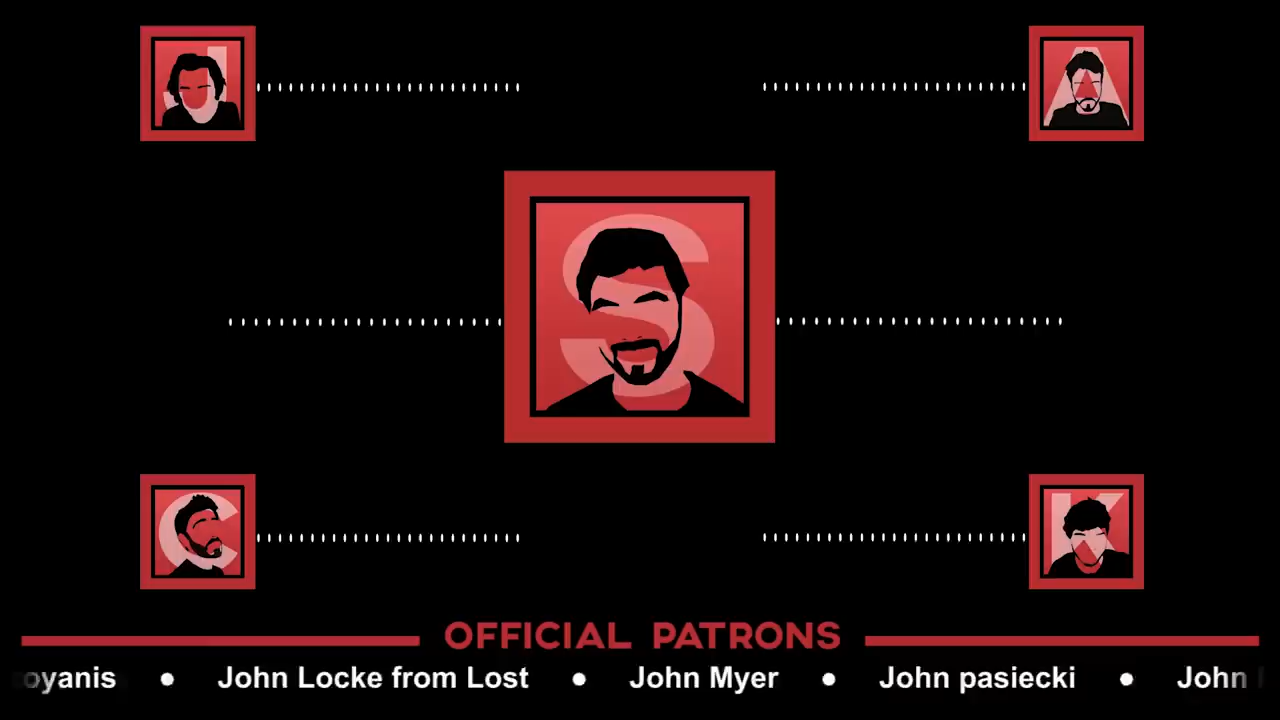 J
A
S
C
K
OFFICIAL PATRONS
oyanis • John Locke from Lost • John Myer • John pasiecki • John